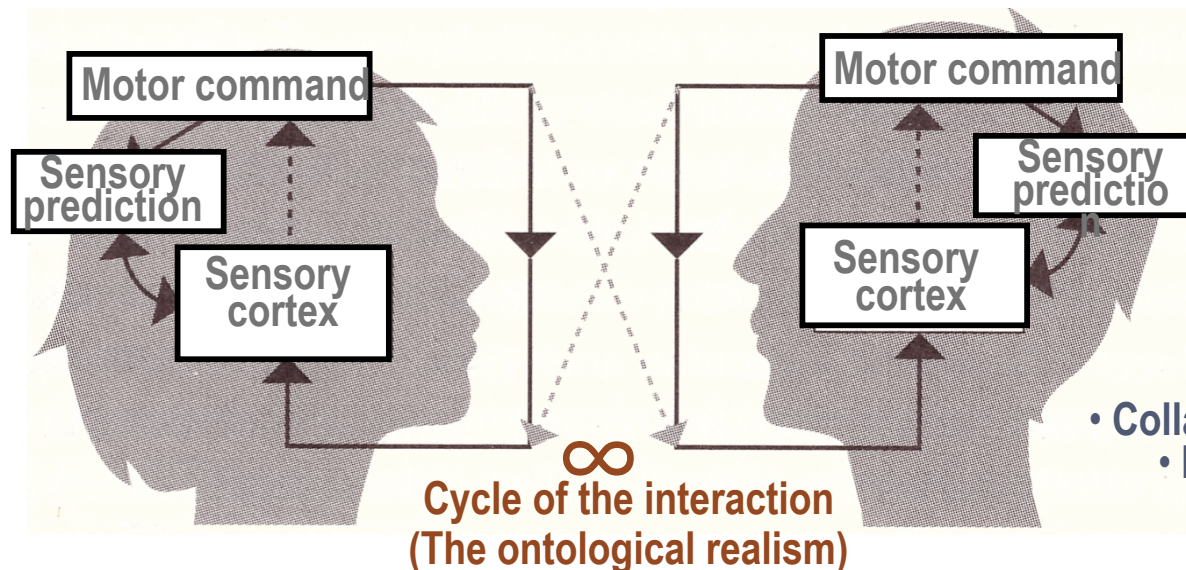 Motor command
Sensory
prediction
Sensory
cortex
Motor command
Sensory
predictio
n
Sensory
cortex
∞
Cycle of the interaction
(The ontological realism)
• Colla
•